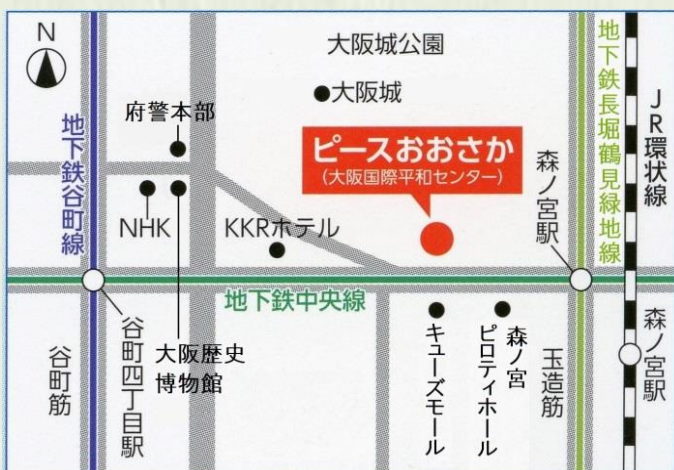 N
大阪城公園
大阪城
府警本部
ピースおおさか
(大阪国際平和センター)
地下鉄谷町線
NHK
KKRホテル
森ノ宮駅
地下鉄長堀鶴見緑地線
JR環状線
地下鉄中央線
谷町筋
谷町四丁目駅
大阪歴史
博物館
キューズモール
森ノ宮
ピロティホール
玉造筋
森ノ宮駅